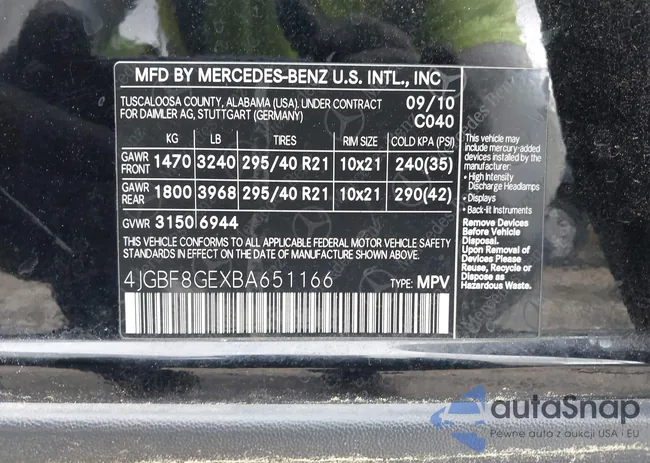 MFD BY MERCEDES-BENZ U.S. INTL., INC
TUSCALOOSA COUNTY, ALABAMA (USA). UNDER CONTRACT
FOR DAIMLER AG, STUTTGART (GERMANY)
09/10
C040
KG LB TIRES RIM SIZE COLD KPA (PSI)
GAWR FRONT 1470 3240 295/40 R21 10x21 240(35)
GAWR REAR 1800 3968 295/40 R21 10x21 290(42)
GVWR 3150 6944
THIS VEHICLE CONFORMS TO ALL APPLICABLE FEDERAL MOTOR VEHICLE SAFETY
STANDARDS IN EFFECT ON THE DATE OF MANUFACTURE SHOWN ABOVE.
4JGBF8GEXBA651166 TYPE: MPV
This vehicle may
include mercury-added
devices installed by the
manufacturer:
• High Intensity
Discharge Headlamps
• Displays
• Back-lit Instruments
Remove Devices
Before Vehicle
Disposal.
Upon Removal of
Devices Please
Reuse, Recycle or
Dispose as
Hazardous Waste.
autoSnap
Pewne auta z aukcji USA i EU